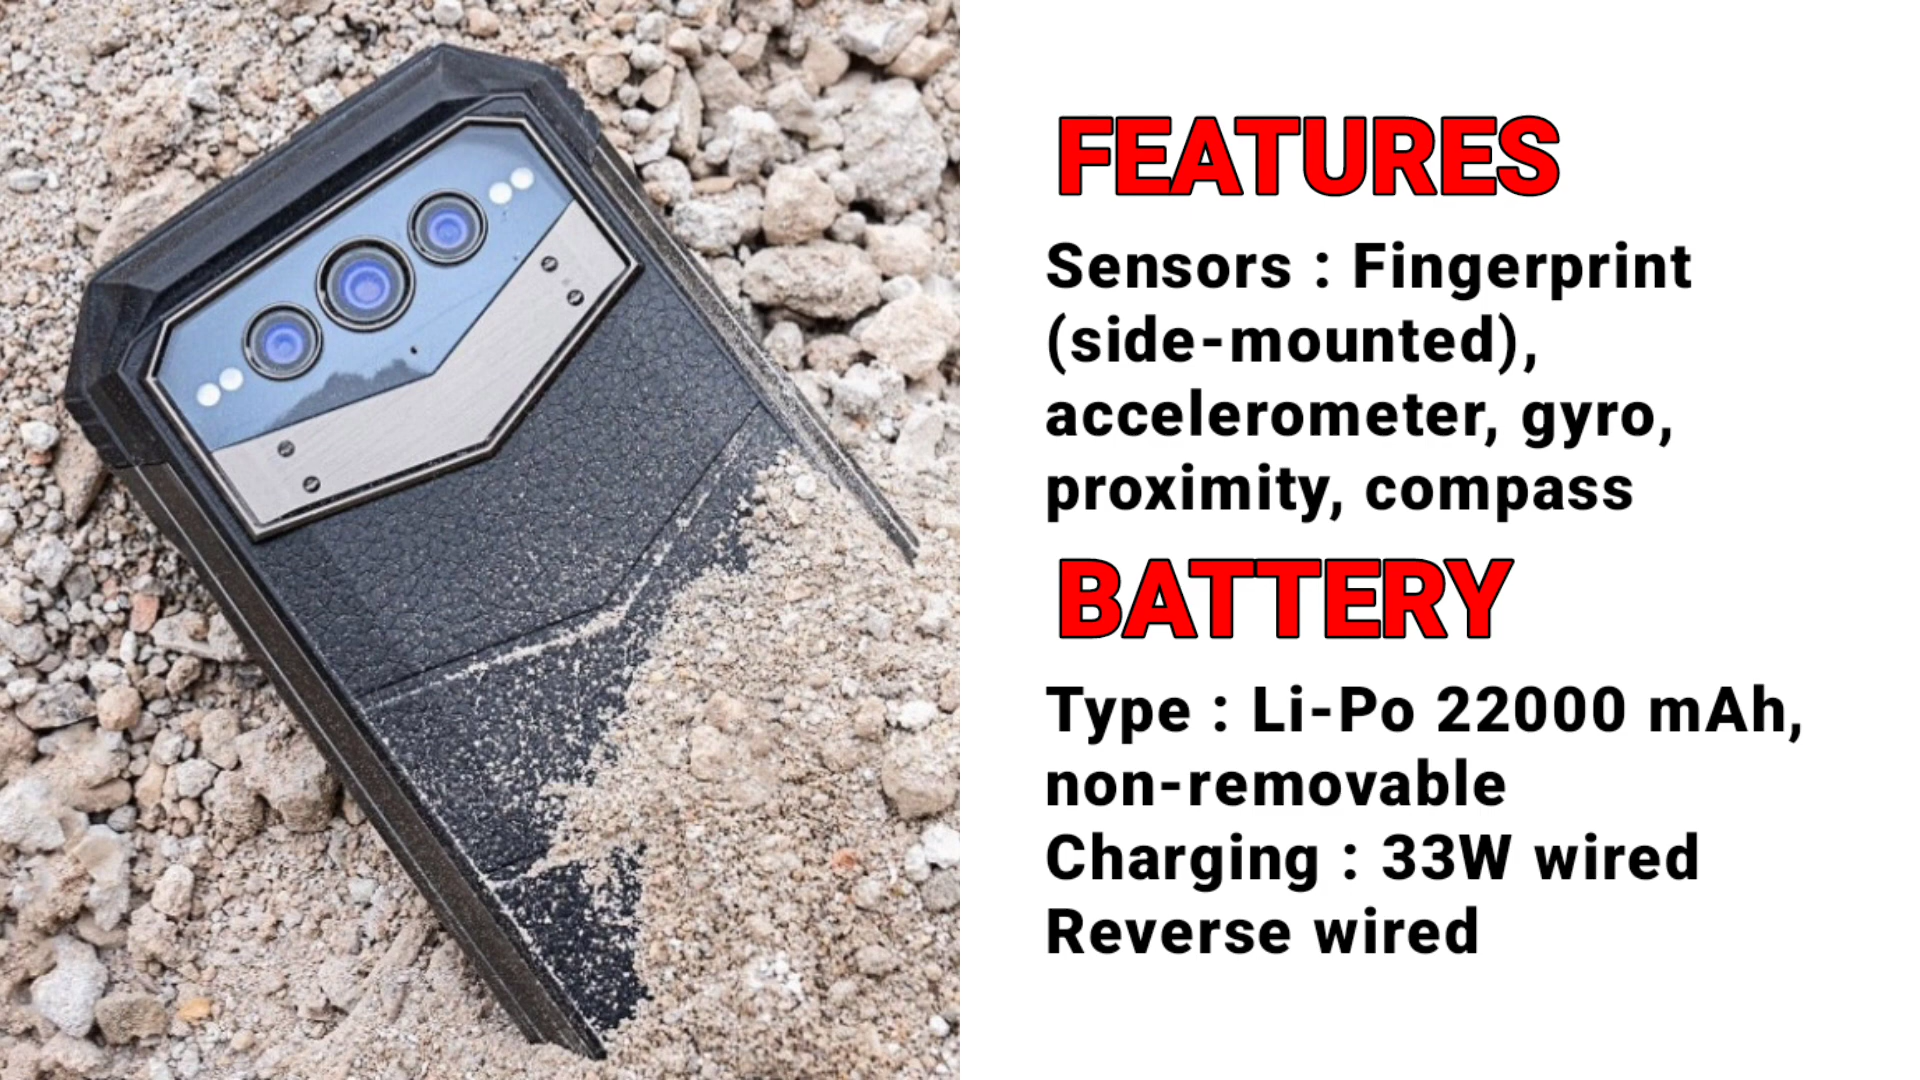 FEATURES
Sensors : Fingerprint
(side-mounted),
accelerometer, gyro,
proximity, compass
BATTERY
Type : Li-Po 22000 mAh,
non-removable
Charging : 33W wired
Reverse wired